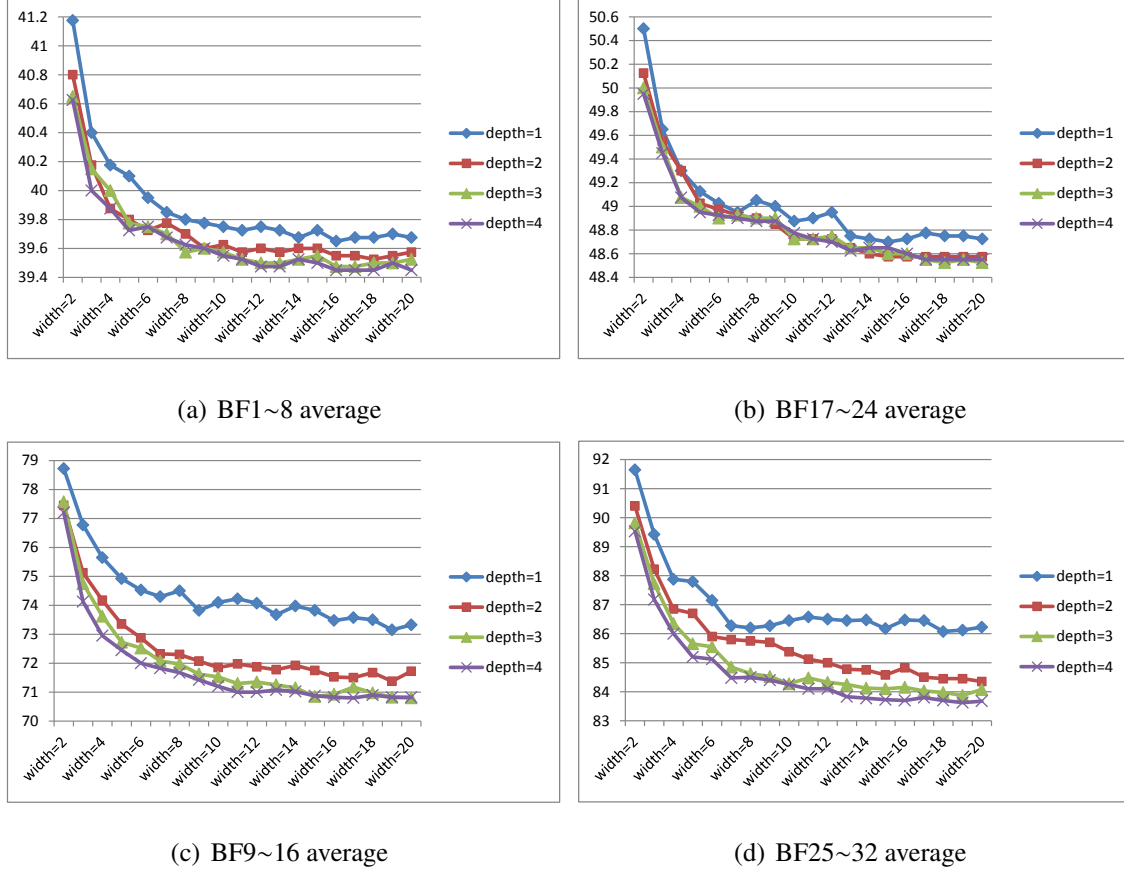 41.2
41
40.8
40.6
40.4
40.2
40
39.8
39.6
39.4
width=2
width=4
width=6
width=8
width=10
width=12
width=14
width=16
width=18
width=20
depth=1
depth=2
depth=3
depth=4
(a) BF1~8 average
50.6
50.4
50.2
50
49.8
49.6
49.4
49.2
49
48.8
48.6
48.4
width=2
width=4
width=6
width=8
width=10
width=12
width=14
width=16
width=18
width=20
depth=1
depth=2
depth=3
depth=4
(b) BF17~24 average
79
78
77
76
75
74
73
72
71
70
width=2
width=4
width=6
width=8
width=10
width=12
width=14
width=16
width=18
width=20
depth=1
depth=2
depth=3
depth=4
(c) BF9~16 average
92
91
90
89
88
87
86
85
84
83
width=2
width=4
width=6
width=8
width=10
width=12
width=14
width=16
width=18
width=20
depth=1
depth=2
depth=3
depth=4
(d) BF25~32 average